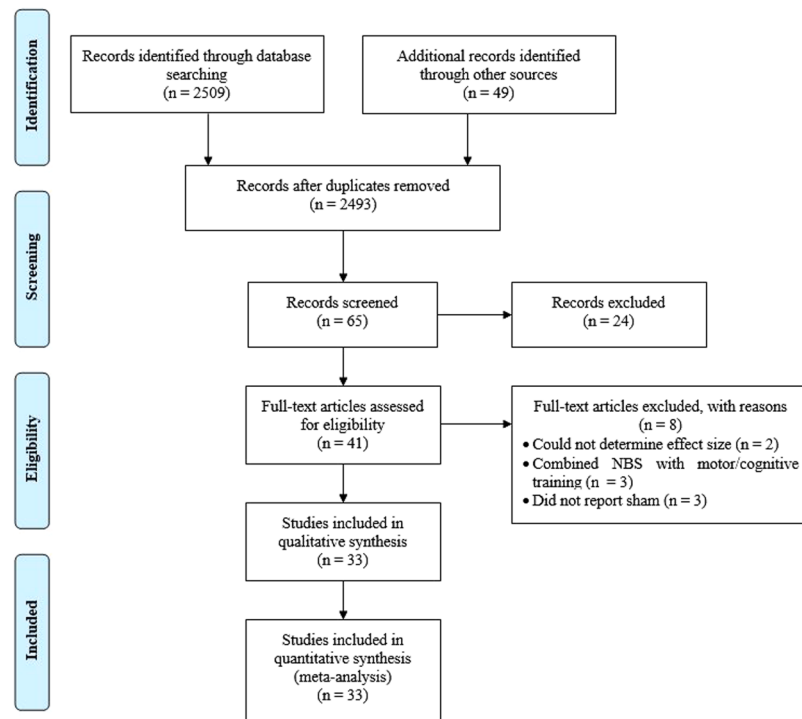 Identification
Records identified through database
searching
(n = 2509)
Additional records identified
through other sources
(n = 49)
Records after duplicates removed
(n = 2493)
Screening
Records screened
(n = 65)
Records excluded
(n = 24)
Eligibility
Full-text articles assessed
for eligibility
(n = 41)
Full-text articles excluded, with reasons
(n = 8)
• Could not determine effect size (n = 2)
• Combined NBS with motor/cognitive
training (n = 3)
• Did not report sham (n = 3)
Studies included in
qualitative synthesis
(n = 33)
Included
Studies included in
quantitative synthesis
(meta-analysis)
(n = 33)